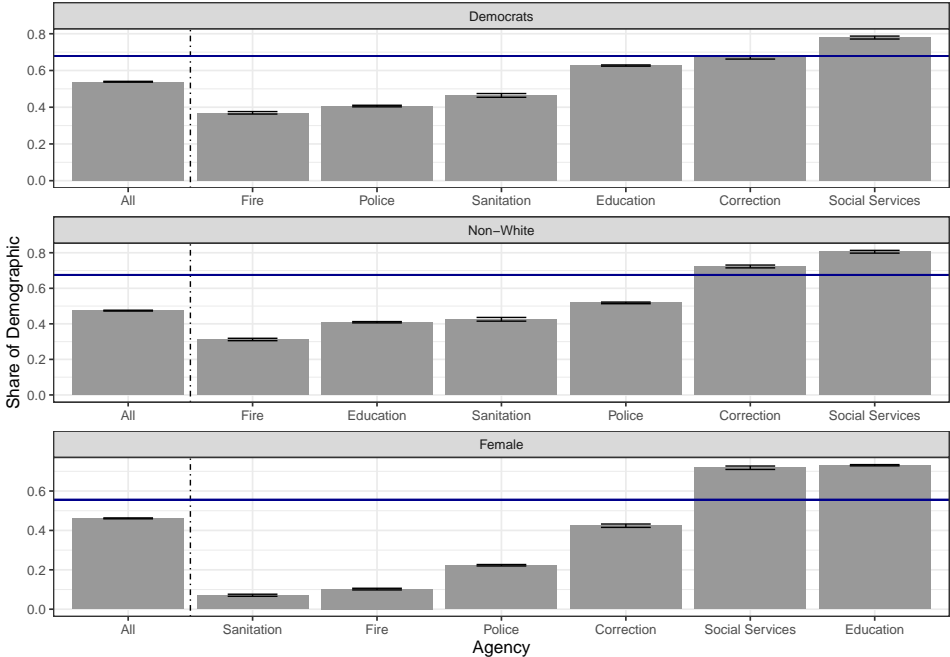 Democrats
0.8
0.6
0.4
0.2
0.0
All Fire Police Sanitation Education Correction Social Services
Non−White
0.8
0.6
0.4
0.2
0.0
All Fire Education Sanitation Police Correction Social Services
Female
0.6
0.4
0.2
0.0
All Sanitation Fire Police Correction Social Services Education
Agency
Share of Demographic